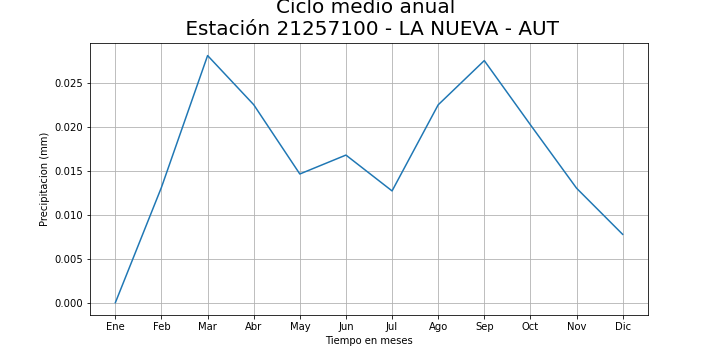 Ciclo medio anual
Estación 21257100 - LA NUEVA - AUT
0.025
0.020
0.015
0.010
0.005
0.000
Precipitacion (mm)
Ene Feb Mar Abr May Jun Jul Ago Sep Oct Nov Dic
Tiempo en meses